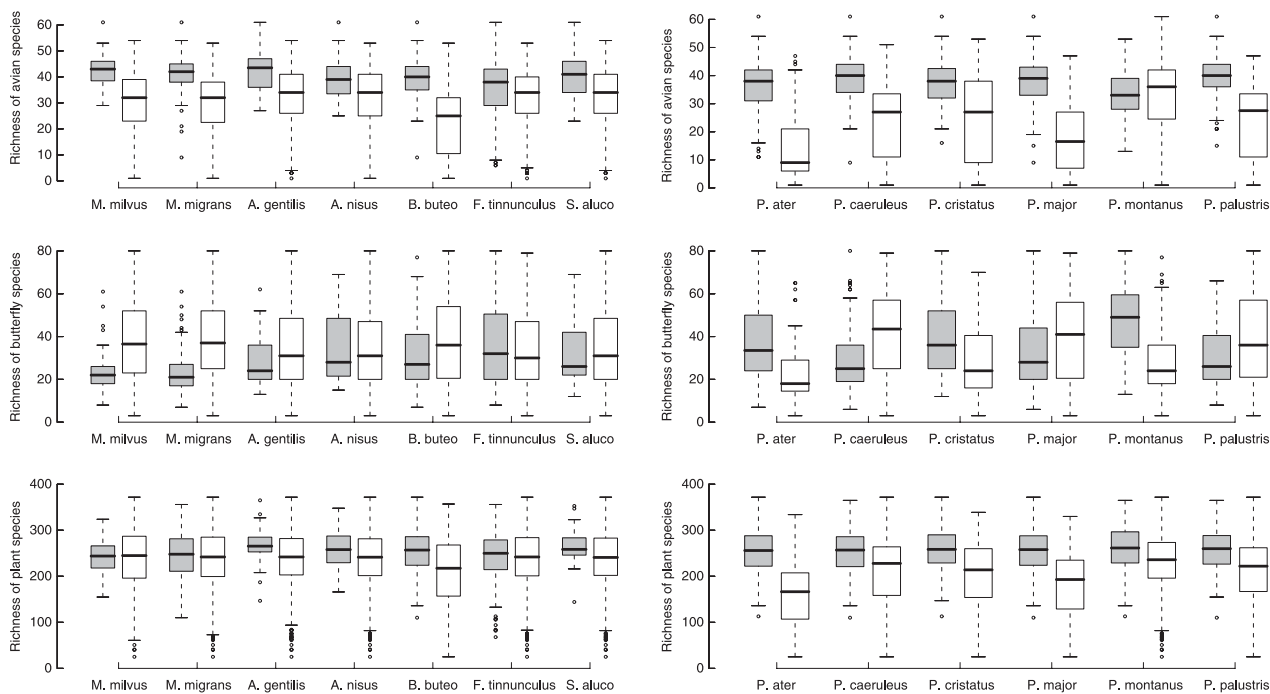 Richness of avian species
60
50
40
30
20
10
0
M. milvus M. migrans A. gentilis A. nisus B. buteo F. tinnunculus S. aluco
Richness of avian species
60
50
40
30
20
10
0
P. ater P. caeruleus P. cristatus P. major P. montanus P. palustris
Richness of butterfly species
80
60
40
20
0
M. milvus M. migrans A. gentilis A. nisus B. buteo F. tinnunculus S. aluco
Richness of butterfly species
80
60
40
20
0
P. ater P. caeruleus P. cristatus P. major P. montanus P. palustris
Richness of plant species
400
300
200
100
0
M. milvus M. migrans A. gentilis A. nisus B. buteo F. tinnunculus S. aluco
Richness of plant species
400
300
200
100
0
P. ater P. caeruleus P. cristatus P. major P. montanus P. palustris